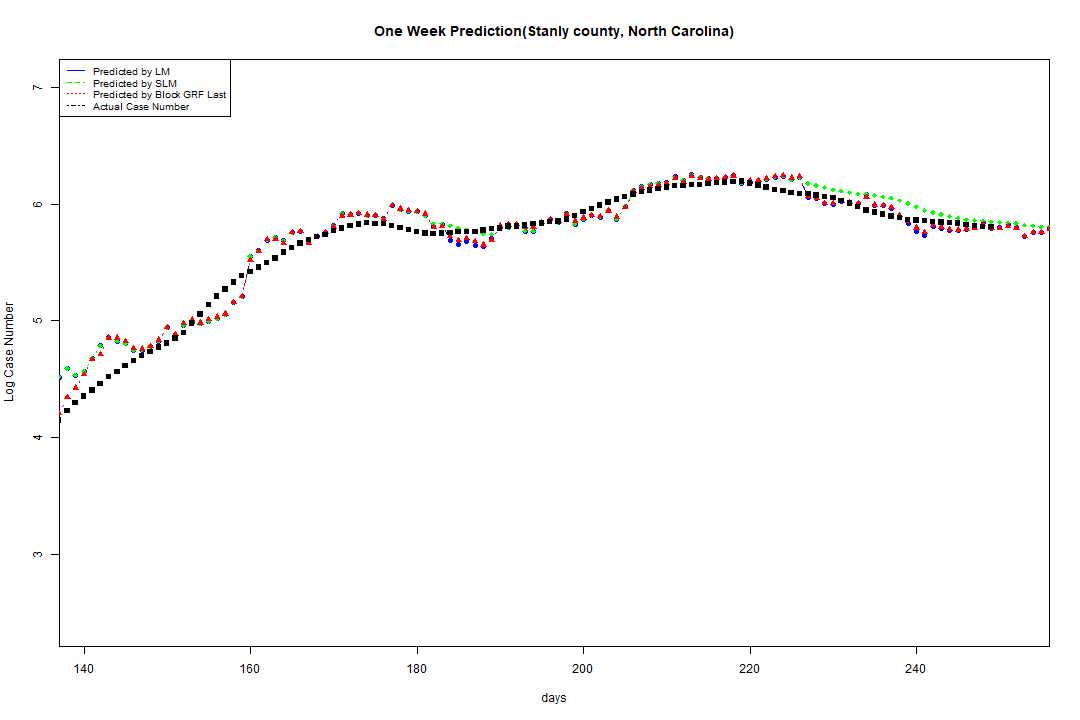 One Week Prediction(Stanly county, North Carolina)
Predicted by LM
Predicted by SLM
Predicted by Block GRF Last
Actual Case Number
7
6
5
4
3
Log Case Number
140 160 180 200 220 240
days